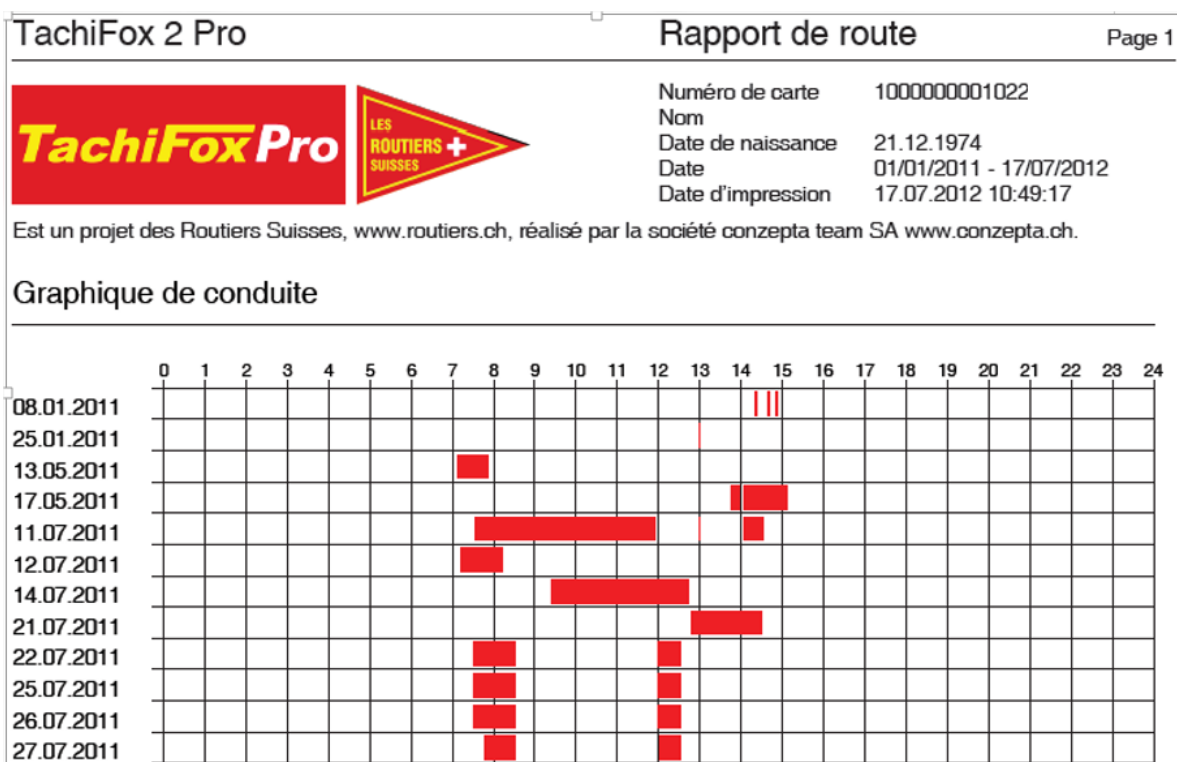 TachiFox 2 Pro Rapport de route Page 1
TachiFox Pro
LES
ROUTIERS
SUISSES
Numéro de carte 1000000001022
Nom
Date de naissance 21.12.1974
Date 01/01/2011 - 17/07/2012
Date d'impression 17.07.2012 10:49:17
Est un projet des Routiers Suisses, www.routiers.ch, réalisé par la société conzepta team SA www.conzepta.ch.
Graphique de conduite
0 1 2 3 4 5 6 7 8 9 10 11 12 13 14 15 16 17 18 19 20 21 22 23 24
08.01.2011
25.01.2011
13.05.2011
17.05.2011
11.07.2011
12.07.2011
14.07.2011
21.07.2011
22.07.2011
25.07.2011
26.07.2011
27.07.2011